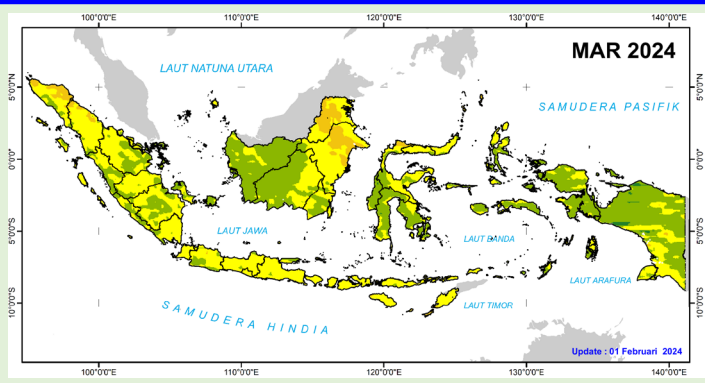 100°0'0"E 110°0'0"E 120°0'0"E 130°0'0"E 140°0'0"E
MAR 2024
LAUT NATUNA UTARA
5°0'0"N 5°0'0"N
SAMUDERA PASIFIK
0°0'0" 0°0'0"
LAUT JAWA
LAUT BANDA
5°0'0"S 5°0'0"S
LAUT ARAFURA
LAUT TIMOR
10°0'0"S 10°0'0"S
SAMUDERA HINDIA
Update : 01 Februari 2024
100°0'0"E 110°0'0"E 120°0'0"E 130°0'0"E 140°0'0"E